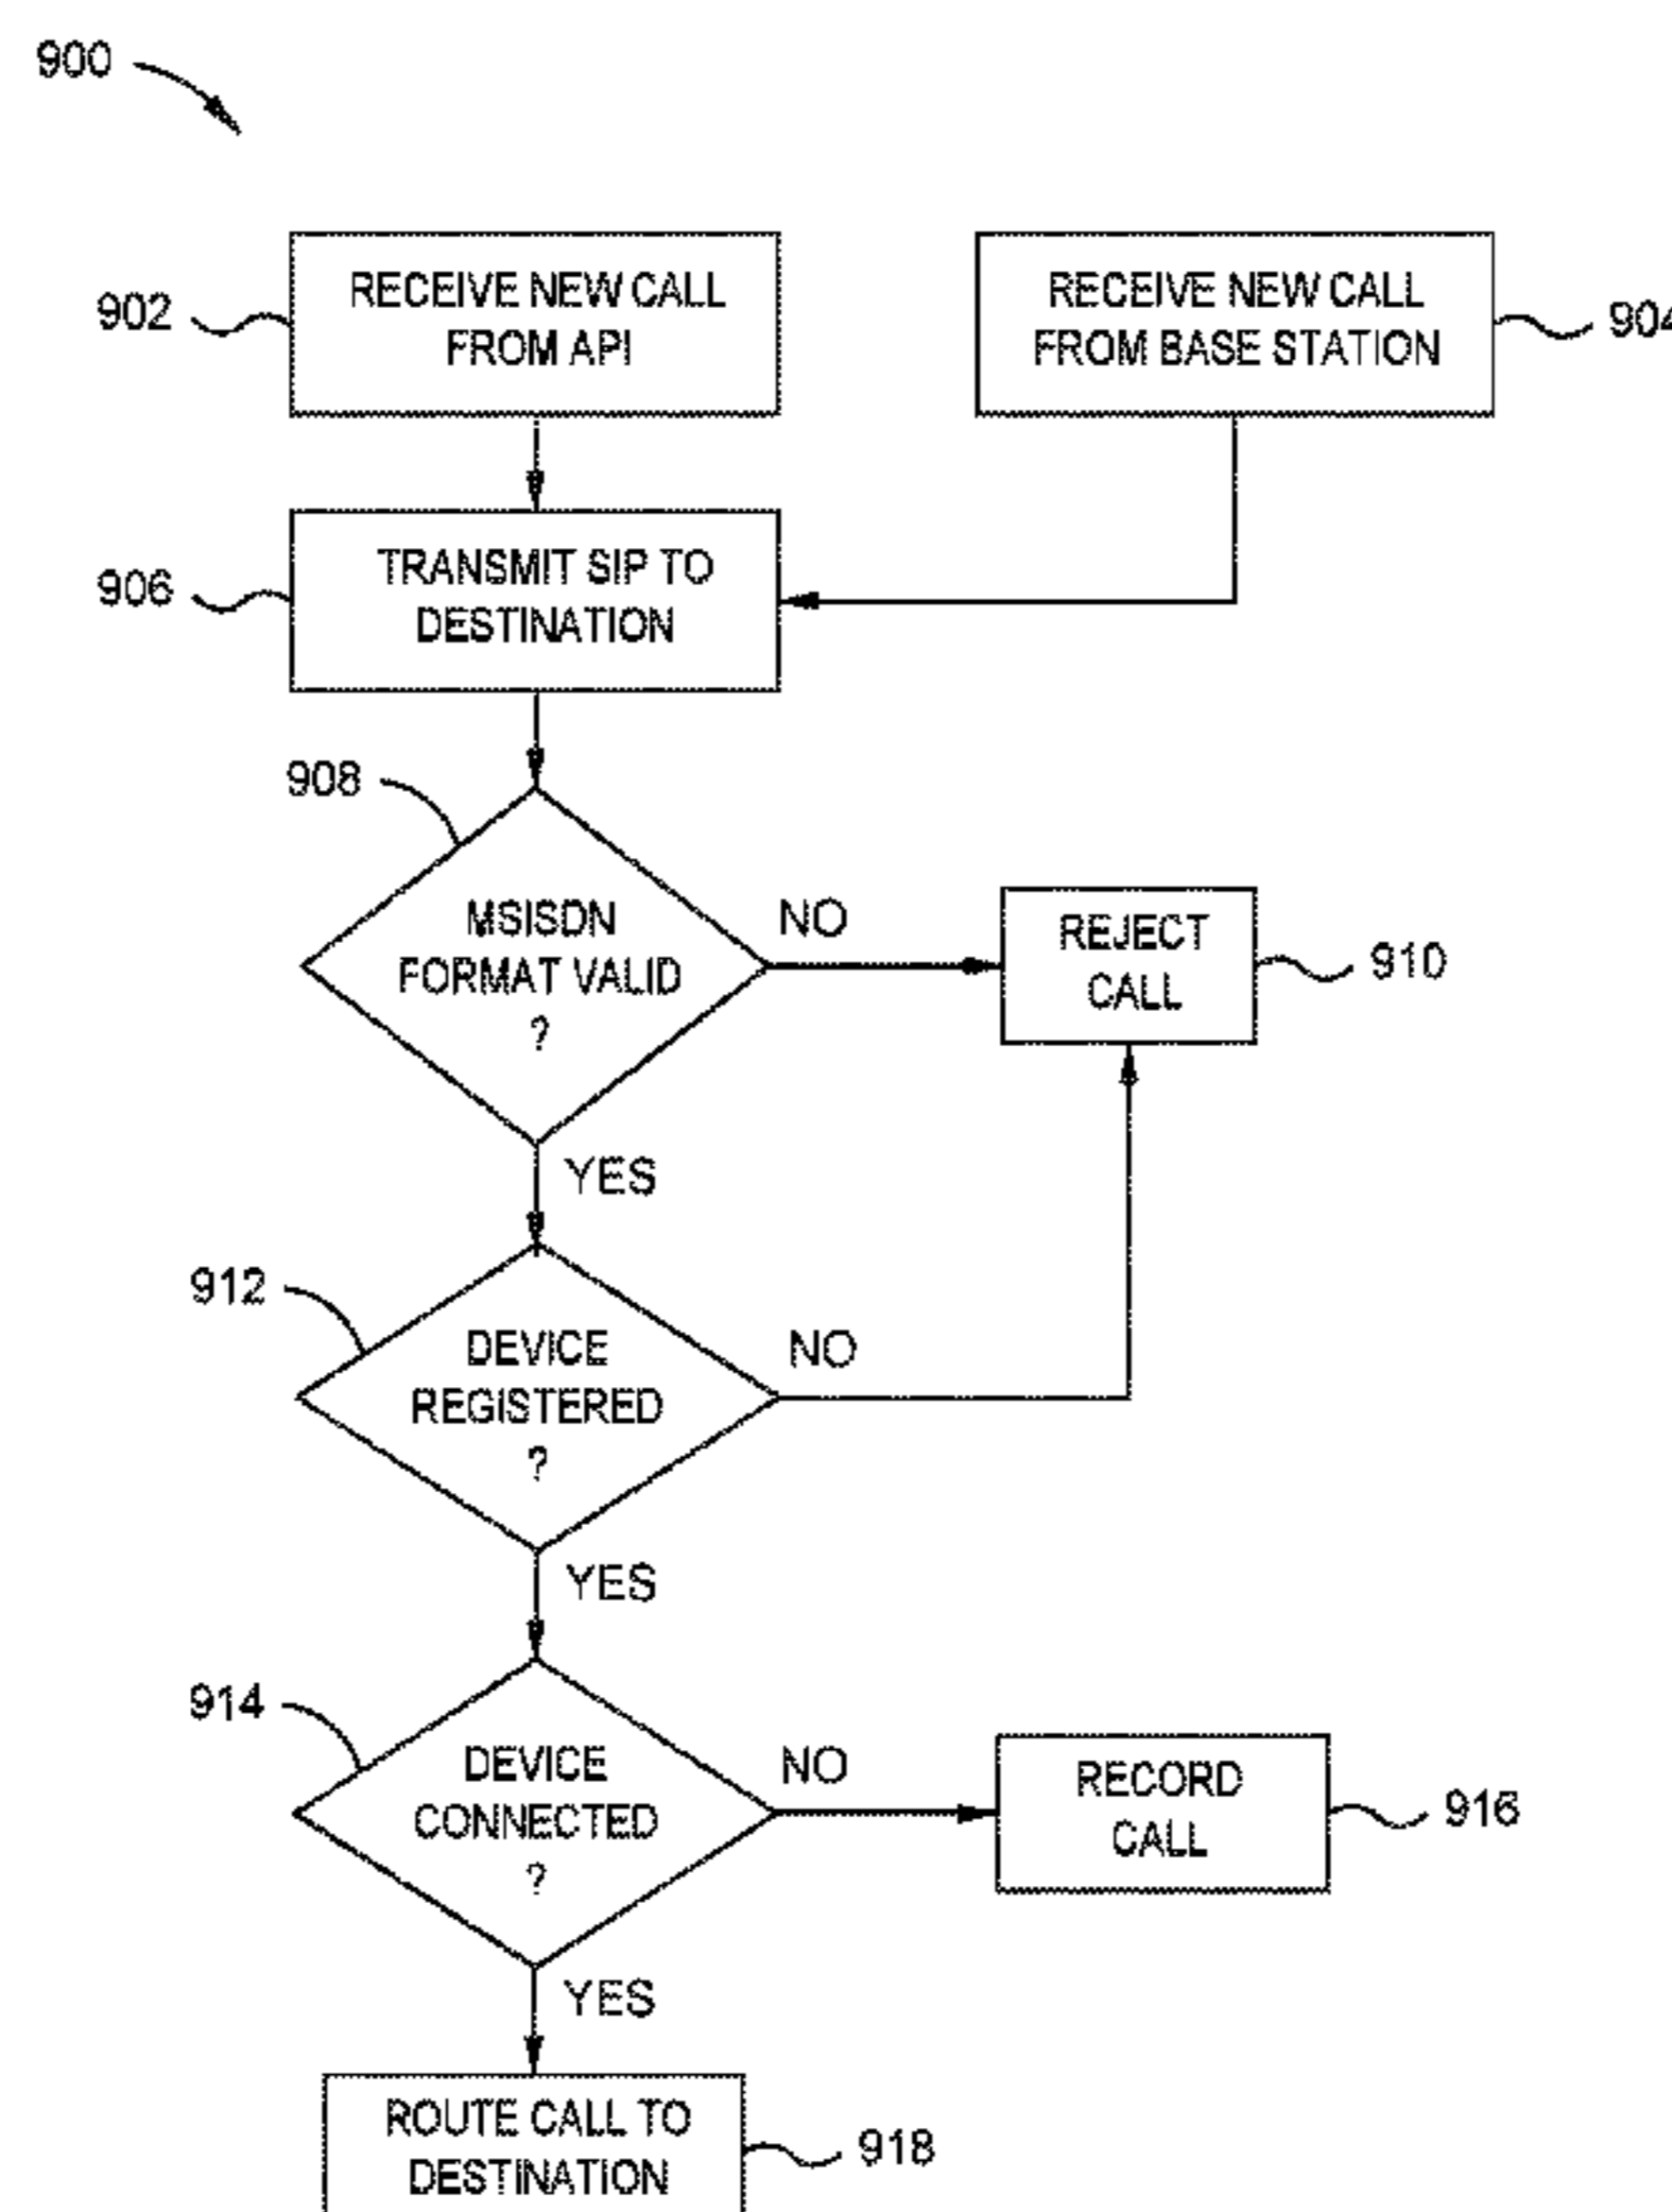 900
902
RECEIVE NEW CALL
FROM API
RECEIVE NEW CALL
FROM BASE STATION
904
906
TRANSMIT SIP TO
DESTINATION
908
MSISDN
FORMAT VALID
?
NO
REJECT
CALL
910
YES
912
DEVICE
REGISTERED
?
NO
YES
914
DEVICE
CONNECTED
?
NO
RECORD
CALL
916
YES
ROUTE CALL TO
DESTINATION
918